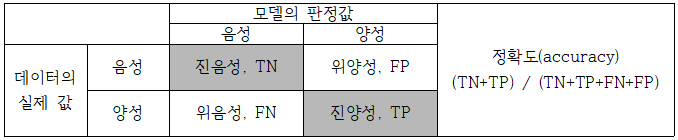 모델의 판정값
음성 양성
데이터의
실제 값
음성 진음성, TN 위양성, FP
양성 위음성, FN 진양성, TP
정확도(accuracy)
(TN+TP) / (TN+TP+FN+FP)